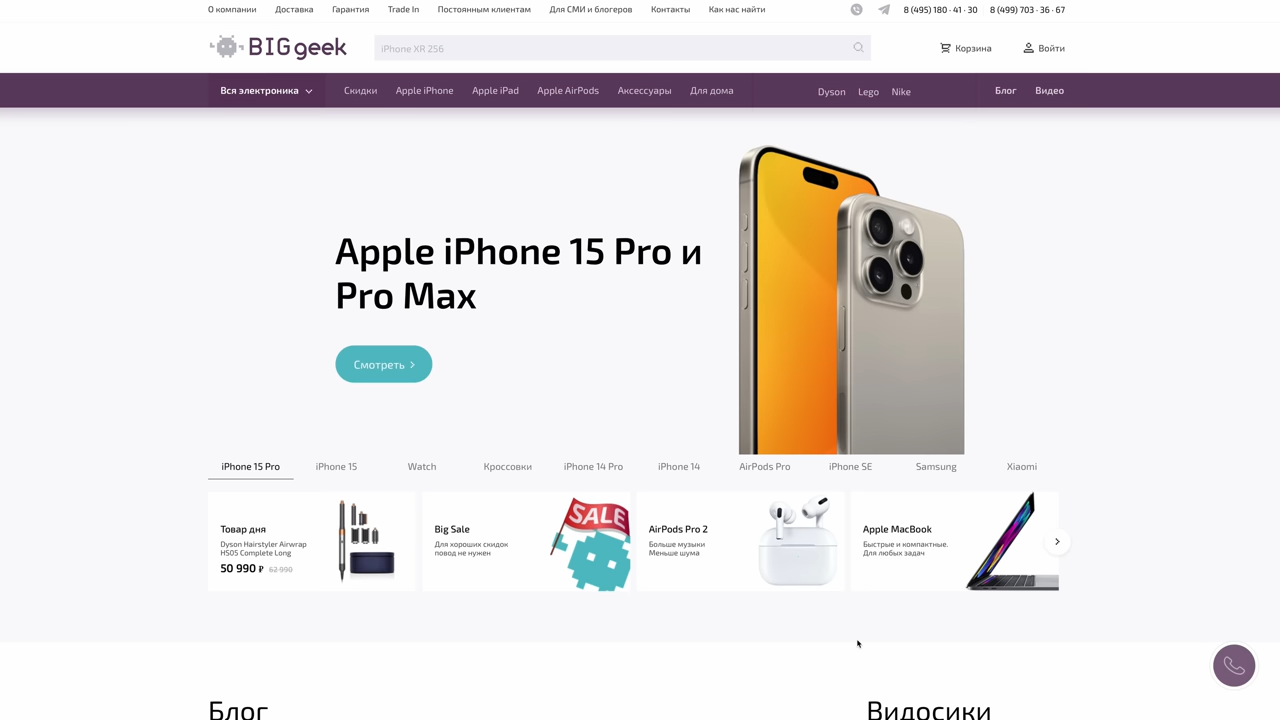 О компании Доставка Гарантия Trade In Постоянным клиентам Для СМИ и блогеров Контакты Как нас найти 8 (495) 180 · 41 · 30 8 (499) 703 · 36 · 67
BIG geek iPhone XR 256 Корзина Войти
Вся электроника Скидки Apple iPhone Apple iPad Apple AirPods Аксессуары Для дома Dyson Lego Nike Блог Видео
Apple iPhone 15 Pro и
Pro Max
Смотреть
iPhone 15 Pro iPhone 15 Watch Кроссовки iPhone 14 Pro iPhone 14 AirPods Pro iPhone SE Samsung Xiaomi
Товар дня
Dyson Hairstyler Airwrap
HS05 Complete Long
50 990 ₽ 62 990
Big Sale
Для хороших скидок
повод не нужен
SALE
AirPods Pro 2
Больше музыки
Меньше шума
Apple MacBook
Быстрые и компактные.
Для любых задач
Блог Видосики